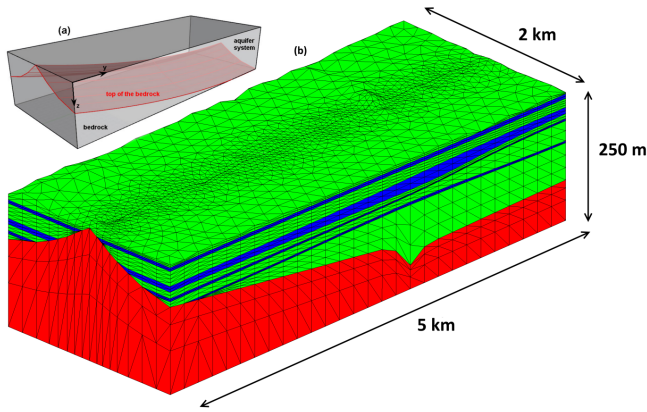 (a)
aquifer
system
y
top of the bedrock
z
bedrock
(b)
2 km
250 m
5 km